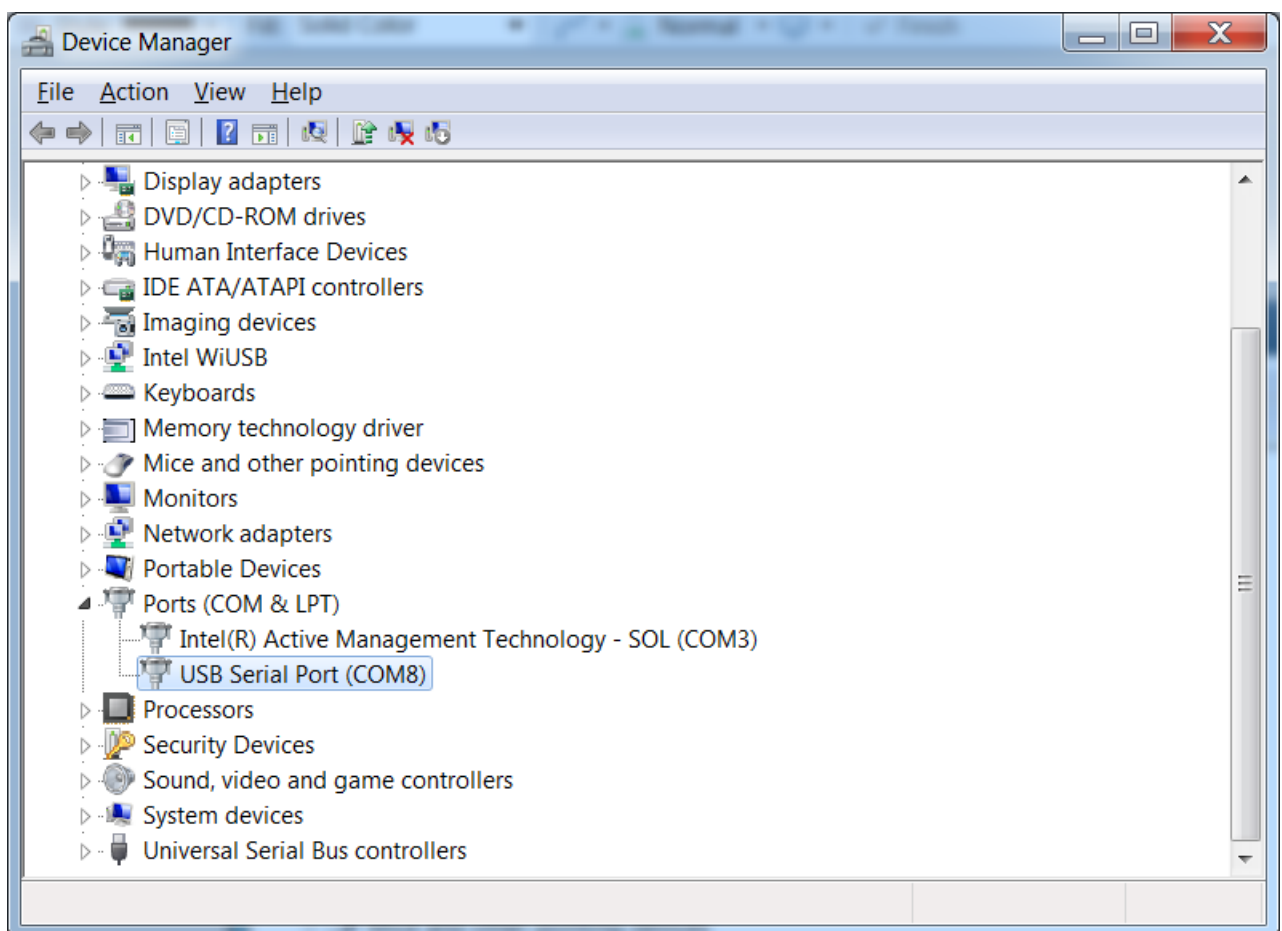 Device Manager
File Action View Help
Display adapters
DVD/CD-ROM drives
Human Interface Devices
IDE ATA/ATAPI controllers
Imaging devices
Intel WiUSB
Keyboards
Memory technology driver
Mice and other pointing devices
Monitors
Network adapters
Portable Devices
Ports (COM & LPT)
Intel(R) Active Management Technology - SOL (COM3)
USB Serial Port (COM8)
Processors
Security Devices
Sound, video and game controllers
System devices
Universal Serial Bus controllers